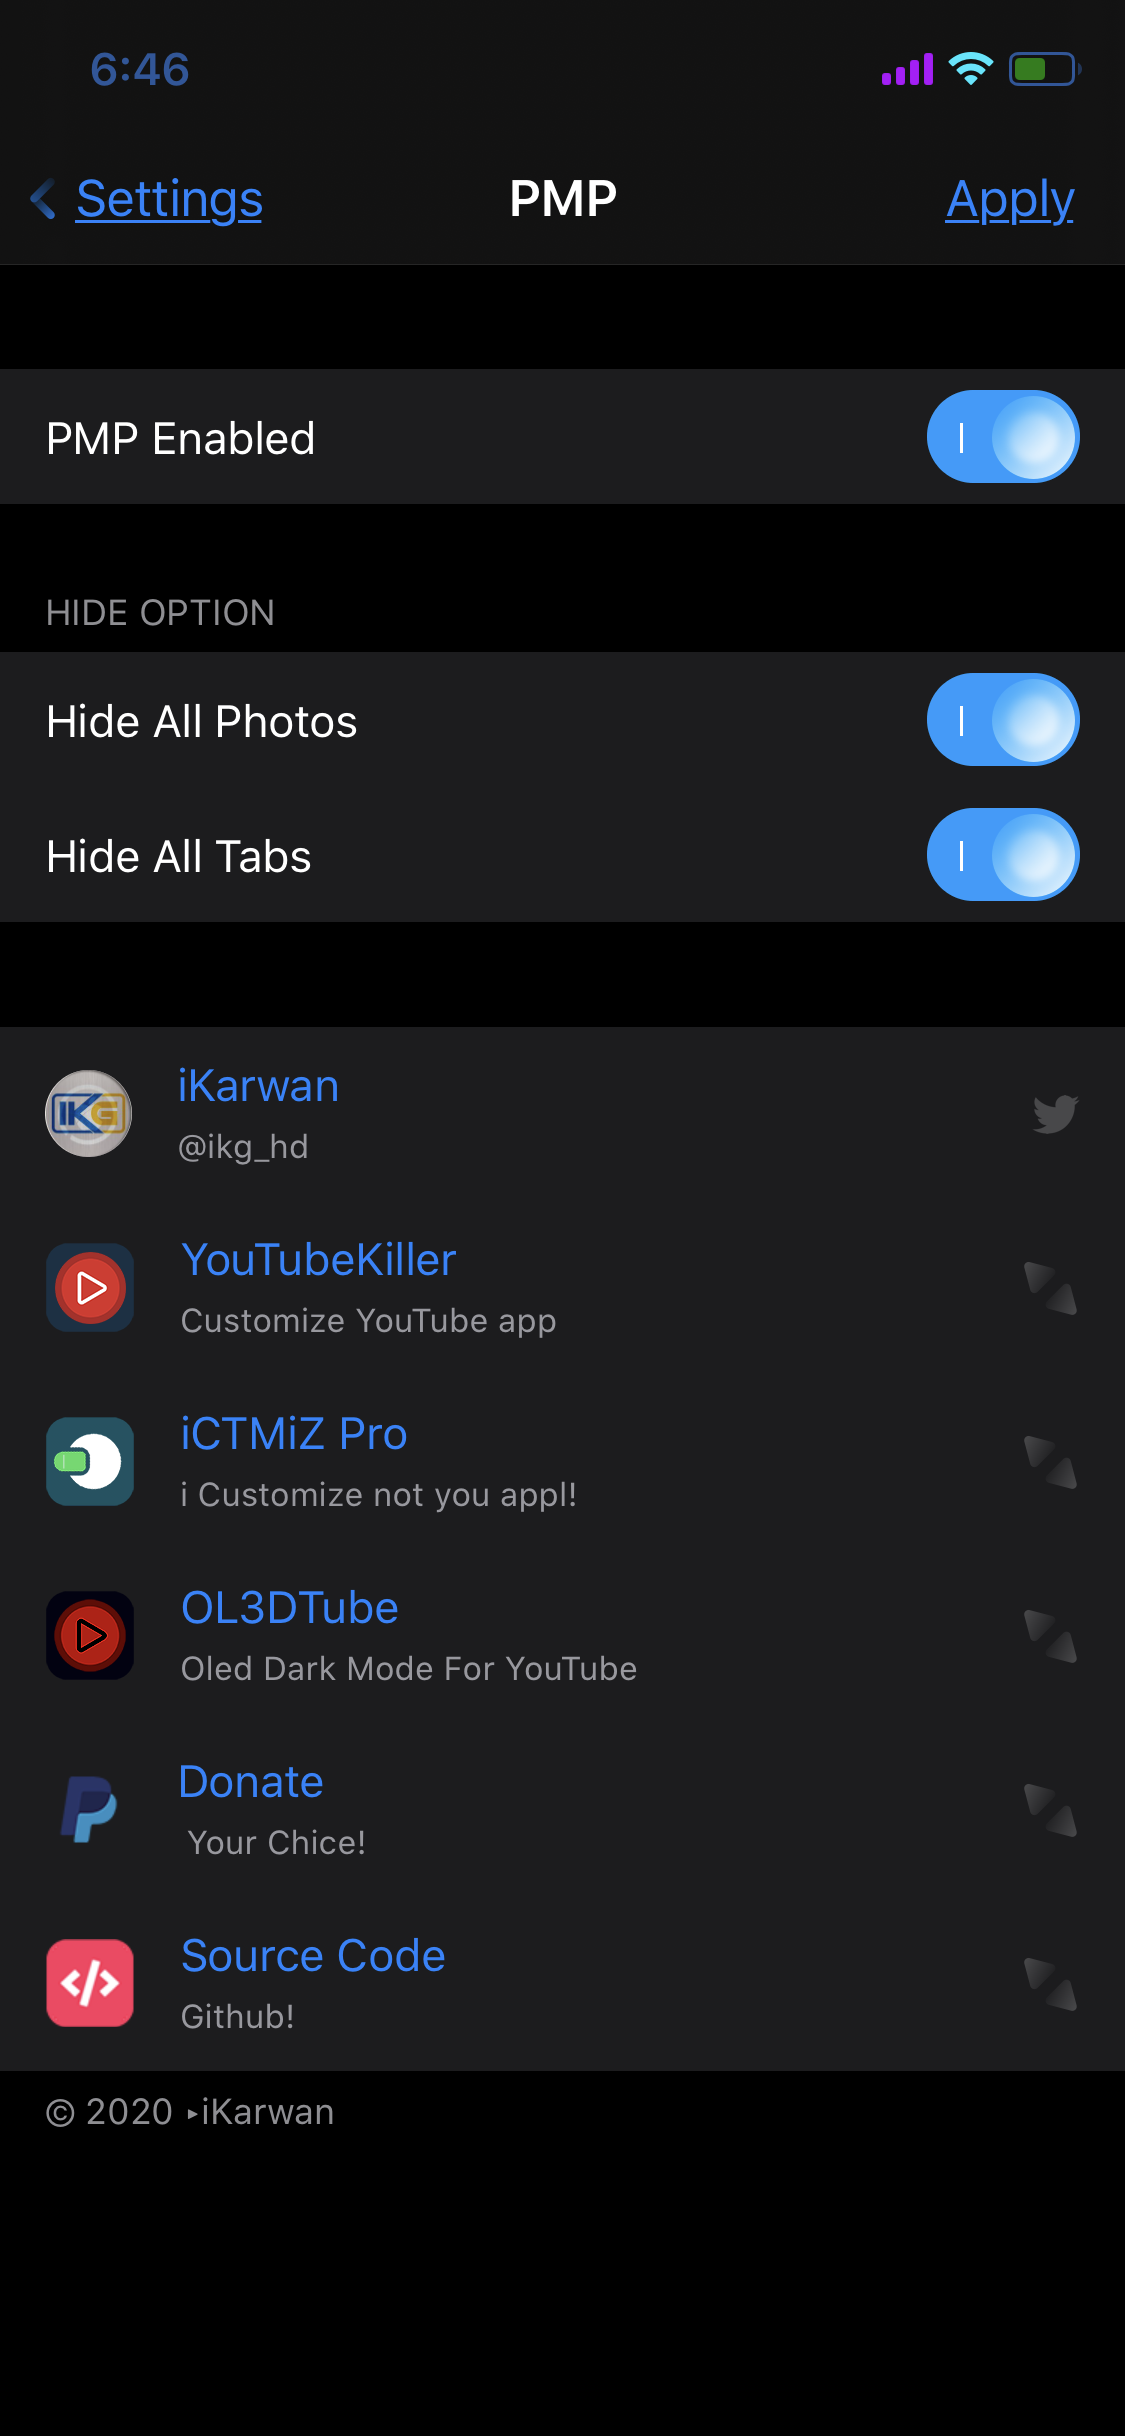 6:46
Settings
PMP
Apply
PMP Enabled
HIDE OPTION
Hide All Photos
Hide All Tabs
IKG
iKarwan
@ikg_hd
YouTubeKiller
Customize YouTube app
iCTMiZ Pro
i Customize not you appl!
OL3DTube
Oled Dark Mode For YouTube
Donate
Your Chice!
Source Code
Github!
© 2020 ▸iKarwan